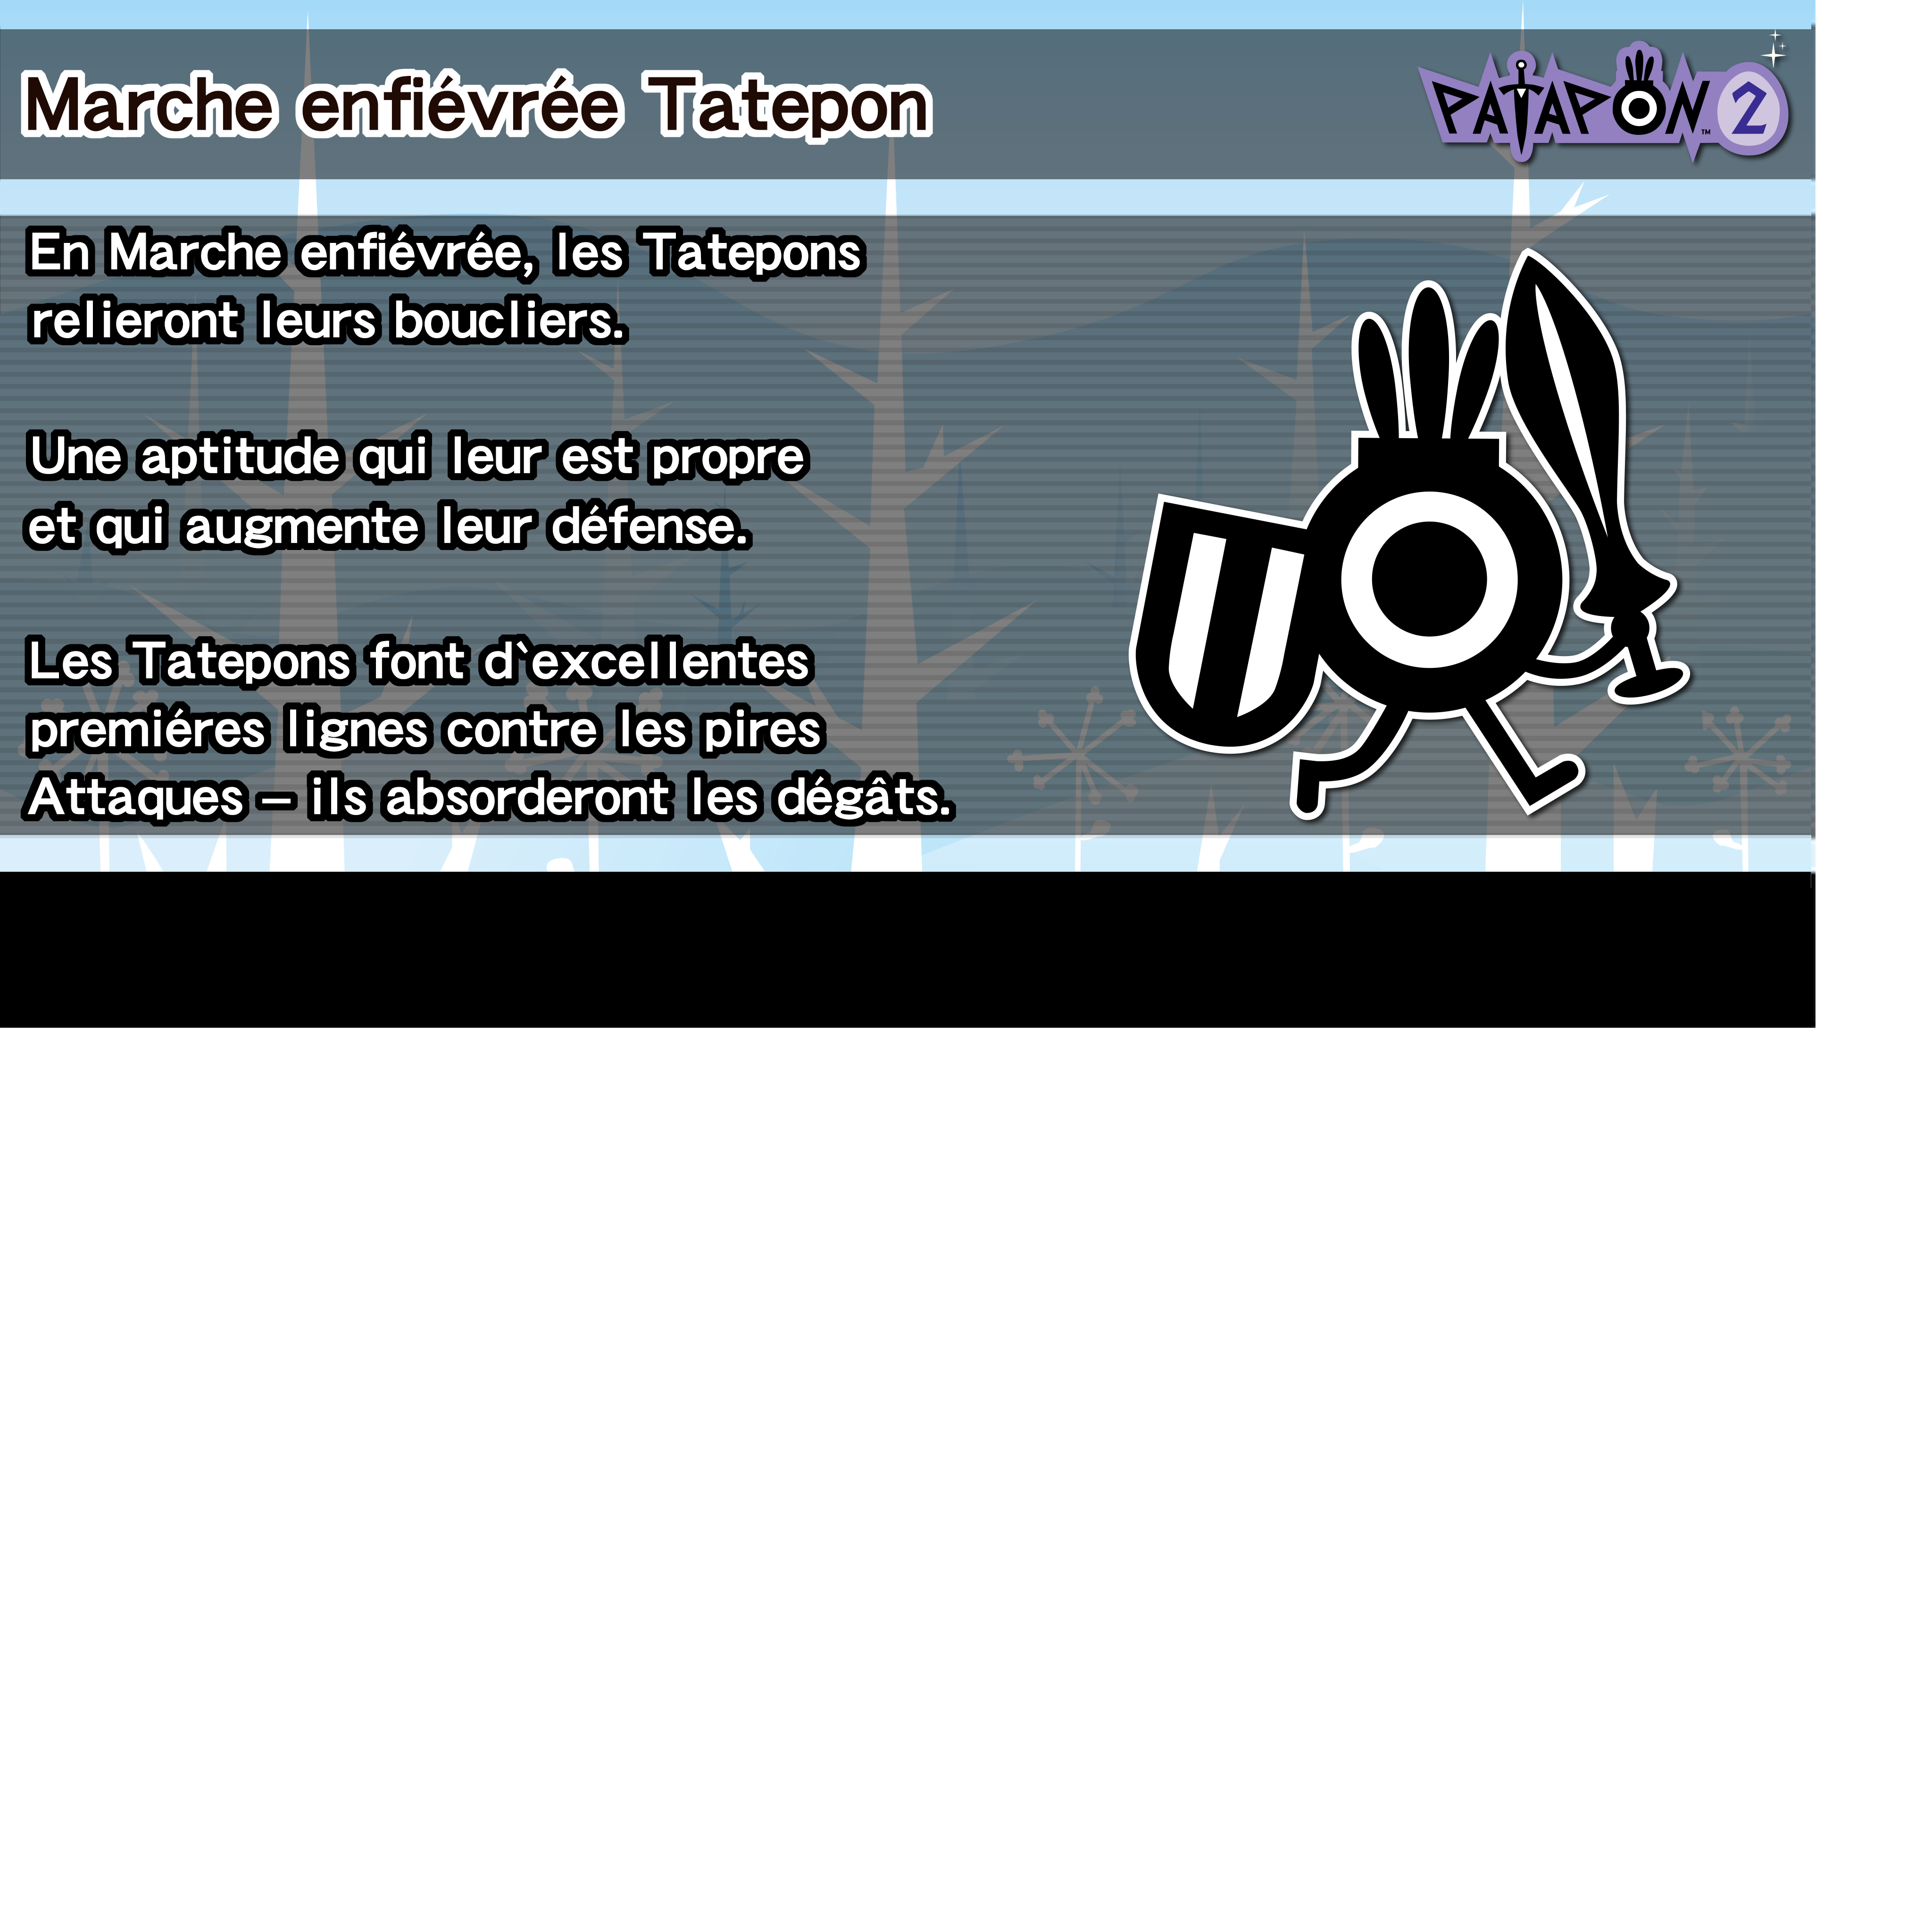 Marche enfiévrée Tatepon
PATAPON™ 2
En Marche enfiévrée, les Tatepons
relieront leurs boucliers.
Une aptitude qui leur est propre
et qui augmente leur défense.
Les Tatepons font d`excellentes
premiéres lignes contre les pires
Attaques — ils absorderont les dégâts.